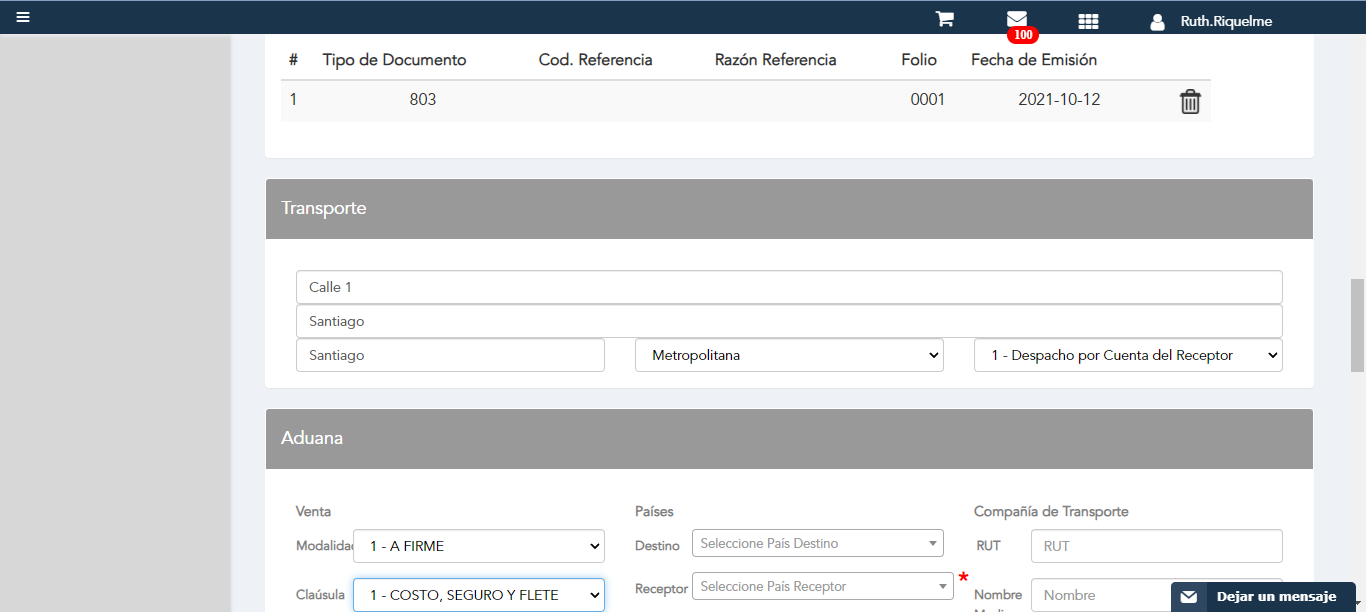 Ruth.Riquelme
100
# Tipo de Documento Cod. Referencia Razón Referencia Folio Fecha de Emisión
1 803 0001 2021-10-12
Transporte
Calle 1
Santiago
Santiago Metropolitana 1 - Despacho por Cuenta del Receptor
Aduana
Venta Países Compañía de Transporte
Modalidad 1 - A FIRME Destino Seleccione País Destino RUT RUT
Receptor Seleccione País Receptor *
Claúsula 1 - COSTO, SEGURO Y FLETE Nombre Nombre
Dejar un mensaje